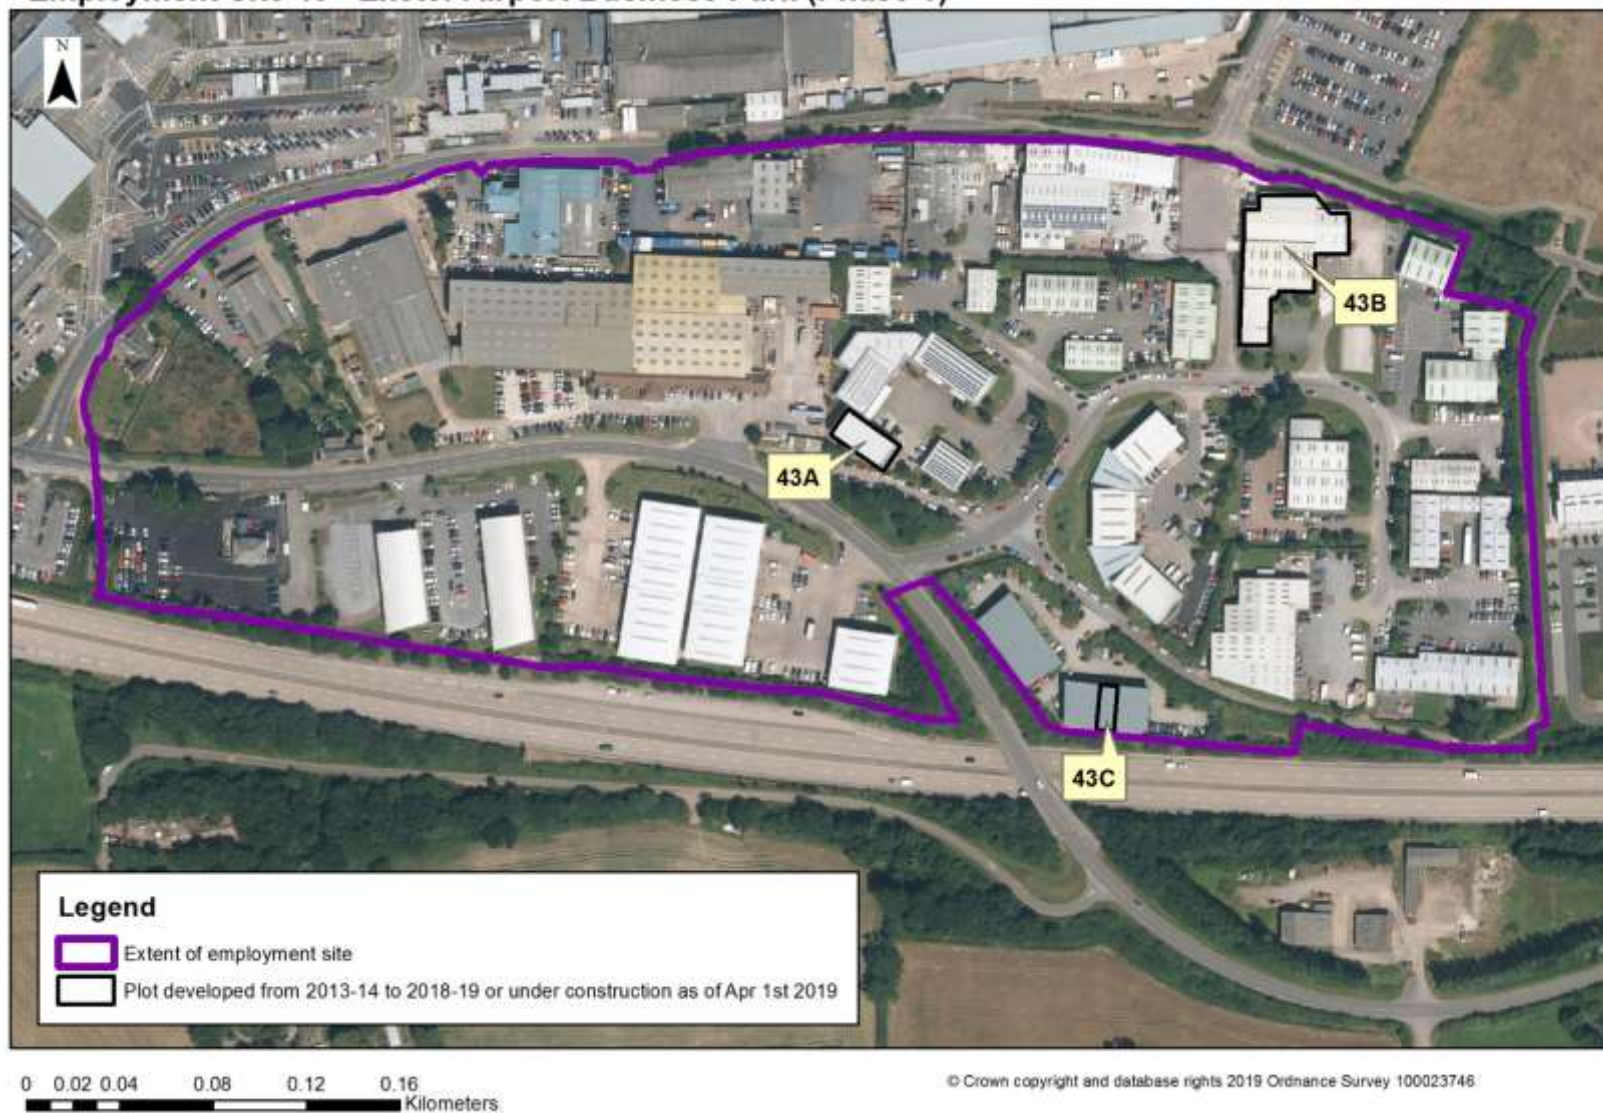 N
43B
43A
43C
Legend
Extent of employment site
Plot developed from 2013-14 to 2018-19 or under construction as of Apr 1st 2019
0 0.02 0.04 0.08 0.12 0.16
Kilometers
© Crown copyright and database rights 2019 Ordnance Survey 100023746